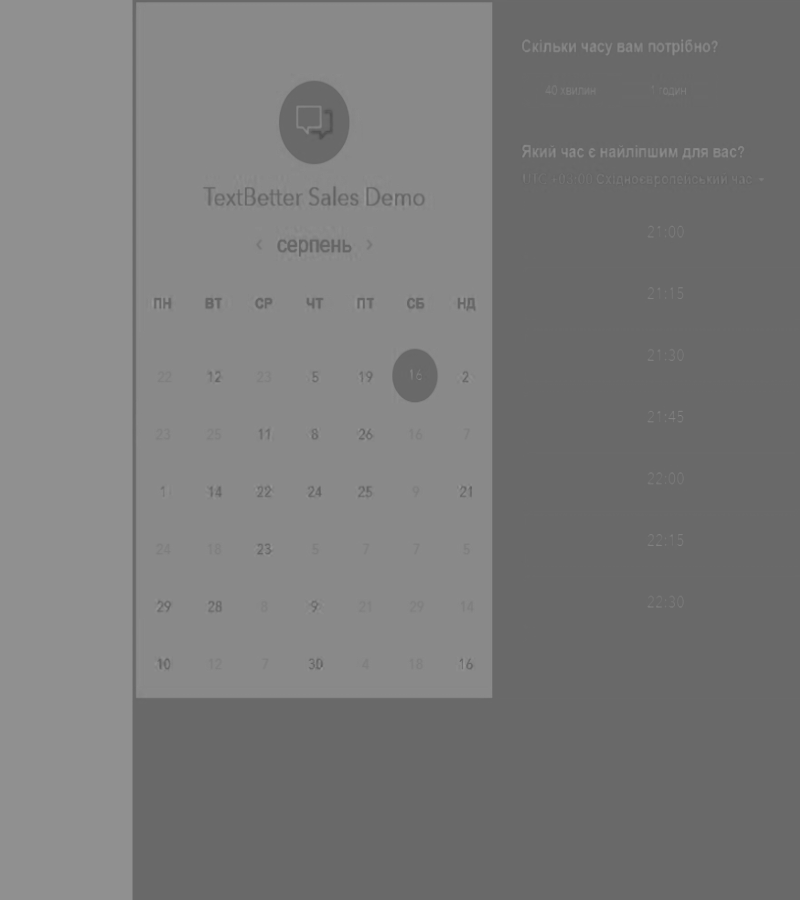 TextBetter Sales Demo
‹ серпень ›
ПН ВТ СР ЧТ ПТ СБ НД
22 12 23 5 19 16 2
23 25 11 8 26 16 7
1 14 22 24 25 9 21
24 18 23 5 7 7 5
29 28 8 9 21 29 14
10 12 7 30 4 18 16
Скільки часу вам потрібно?
40 хвилин 1 годин
Який час є найліпшим для вас?
Східноєвропейський час
21:00
21:15
21:30
21:45
22:00
22:15
22:30